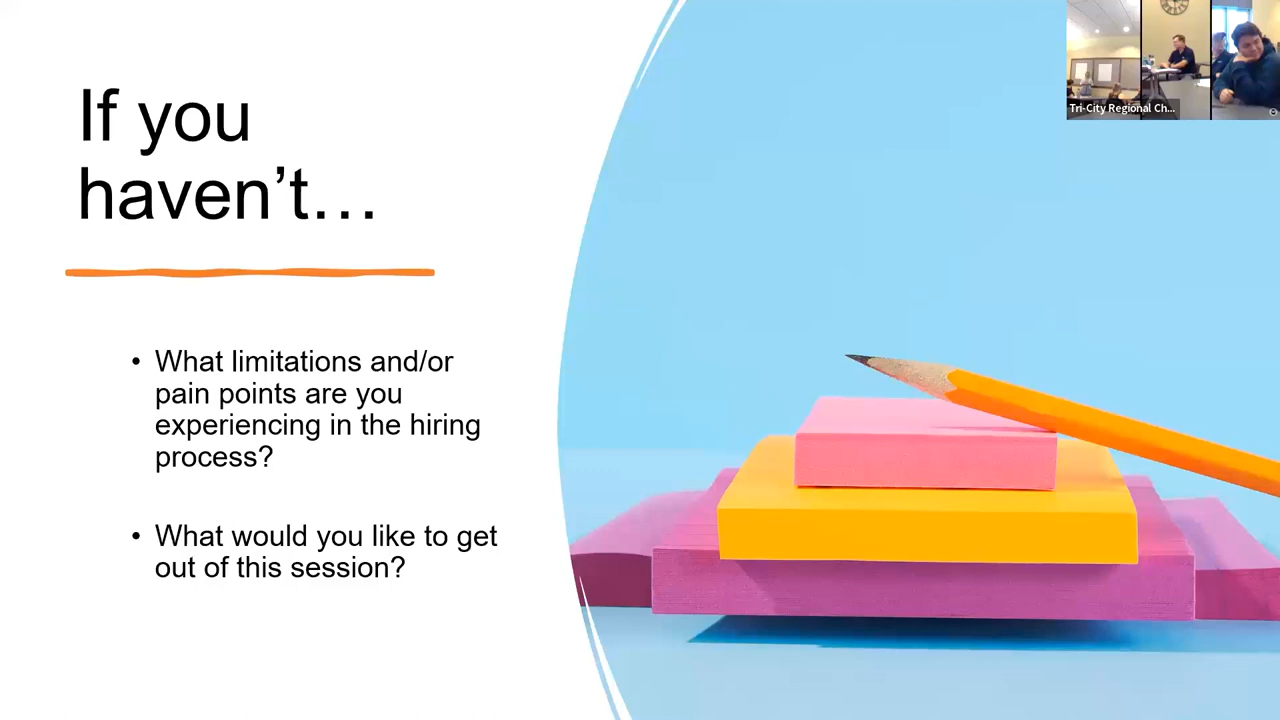 If you
haven’t…
• What limitations and/or
pain points are you
experiencing in the hiring
process?
• What would you like to get
out of this session?
Tri-City Regional Ch...